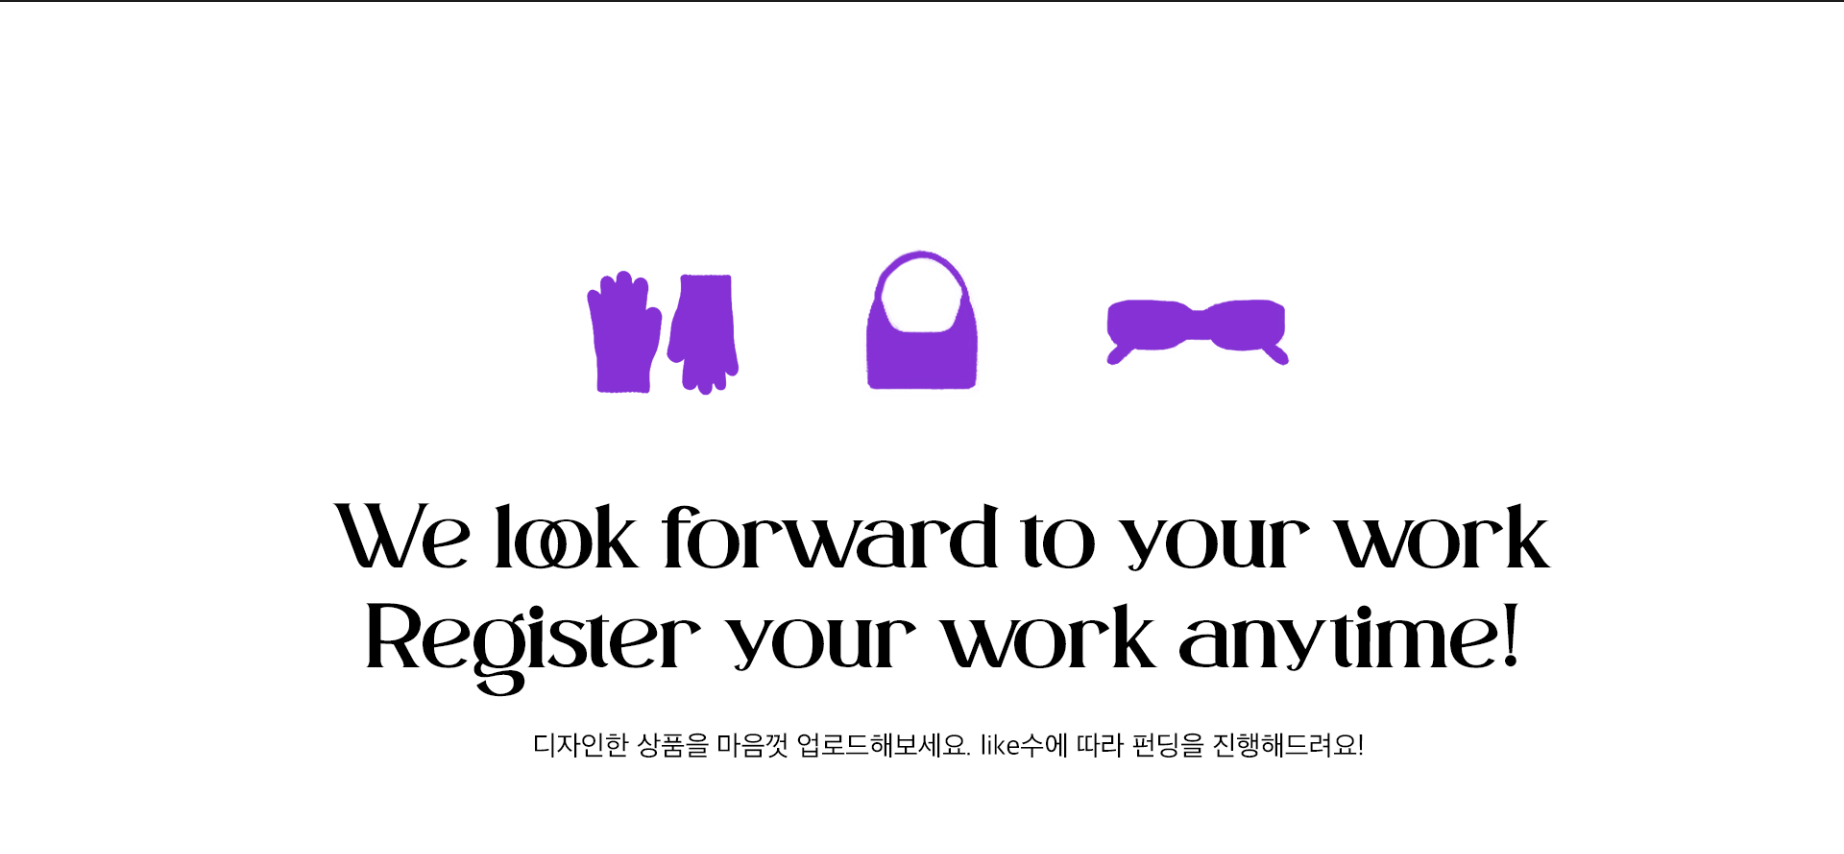 We look forward to your work
Register your work anytime!
디자인한 상품을 마음껏 업로드해보세요. like수에 따라 펀딩을 진행해드려요!